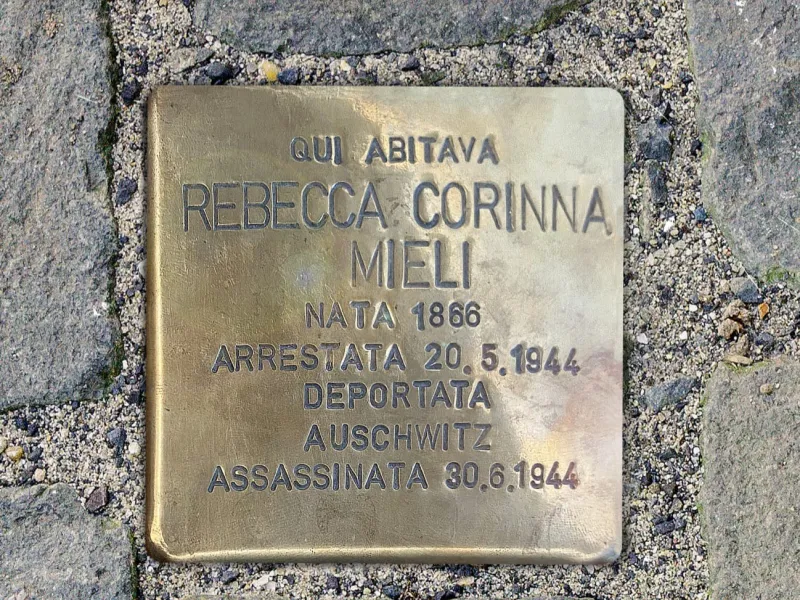 QUI ABITAVA
REBECCA CORINNA
MIELI
NATA 1866
ARRESTATA 20.5.1944
DEPORTATA
AUSCHWITZ
ASSASSINATA 30.6.1944